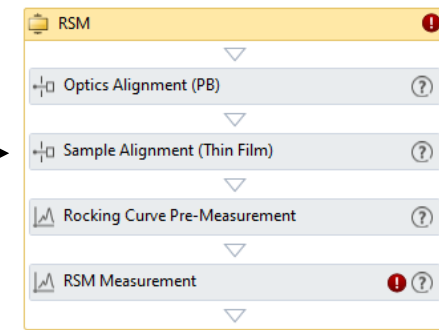 RSM
Optics Alignment (PB)
Sample Alignment (Thin Film)
Rocking Curve Pre-Measurement
RSM Measurement